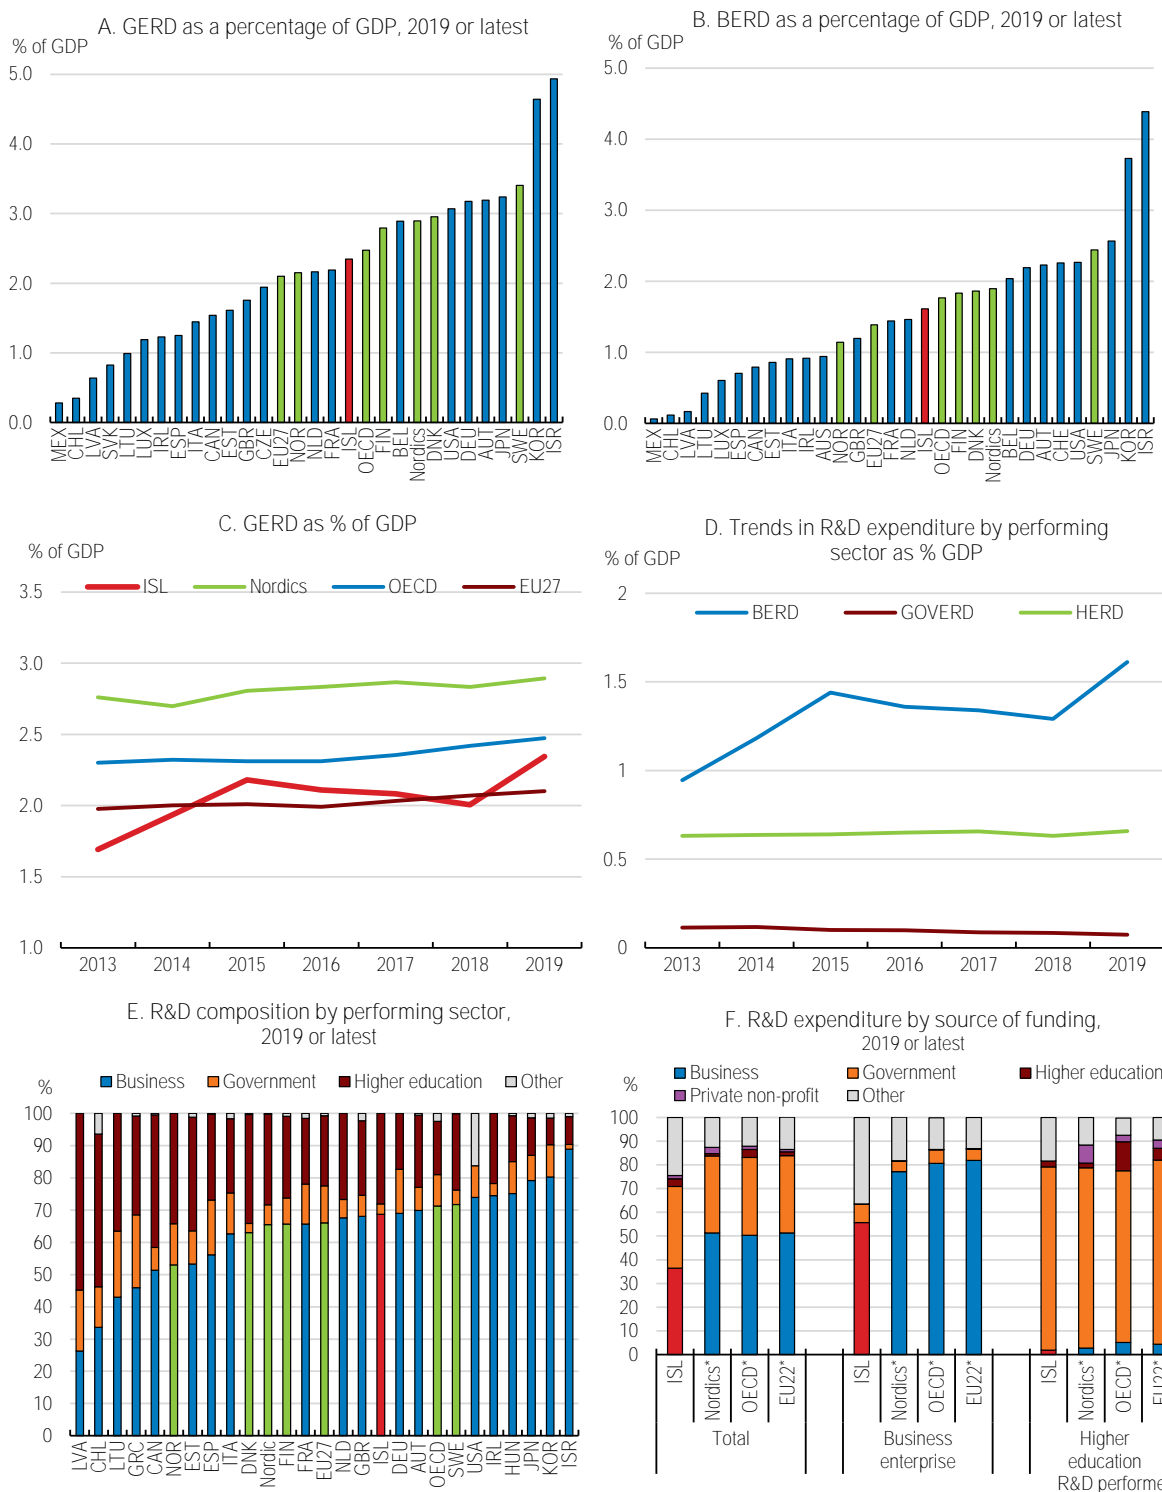 A. GERD as a percentage of GDP, 2019 or latest
% of GDP
5.0
4.0
3.0
2.0
1.0
0.0
MEX CHL LVA SVK LTU LUX IRL ESP ITA CAN EST GBR CZE EU27 NOR NLD FRA ISL OECD FIN BEL Nordics DNK USA DEU AUT JPN SWE KOR ISR
B. BERD as a percentage of GDP, 2019 or latest
% of GDP
5.0
4.0
3.0
2.0
1.0
0.0
MEX CHL LVA LTU LUX ESP CAN EST ITA IRL AUS NOR GBR EU27 FRA NLD ISL OECD FIN DNK Nordics BEL DEU AUT CHE USA SWE JPN KOR ISR
C. GERD as % of GDP
% of GDP
ISL Nordics OECD EU27
3.5
3.0
2.5
2.0
1.5
1.0
2013 2014 2015 2016 2017 2018 2019
D. Trends in R&D expenditure by performing
sector as % GDP
% of GDP
BERD GOVERD HERD
2
1.5
1
0.5
0
2013 2014 2015 2016 2017 2018 2019
E. R&D composition by performing sector,
2019 or latest
Business Government Higher education Other
%
100
90
80
70
60
50
40
30
20
10
0
LVA CHL LTU GRC CAN NOR EST ESP ITA DNK Nordic FIN FRA EU27 NLD GBR ISL DEU AUT OECD SWE USA IRL HUN JPN KOR ISR
F. R&D expenditure by source of funding,
2019 or latest
Business Government Higher education
Private non-profit Other
%
100
90
80
70
60
50
40
30
20
10
0
ISL Nordics* OECD* EU22* ISL Nordics* OECD* EU22* ISL Nordics* OECD* EU22*
Total Business Higher
enterprise education
R&D performe